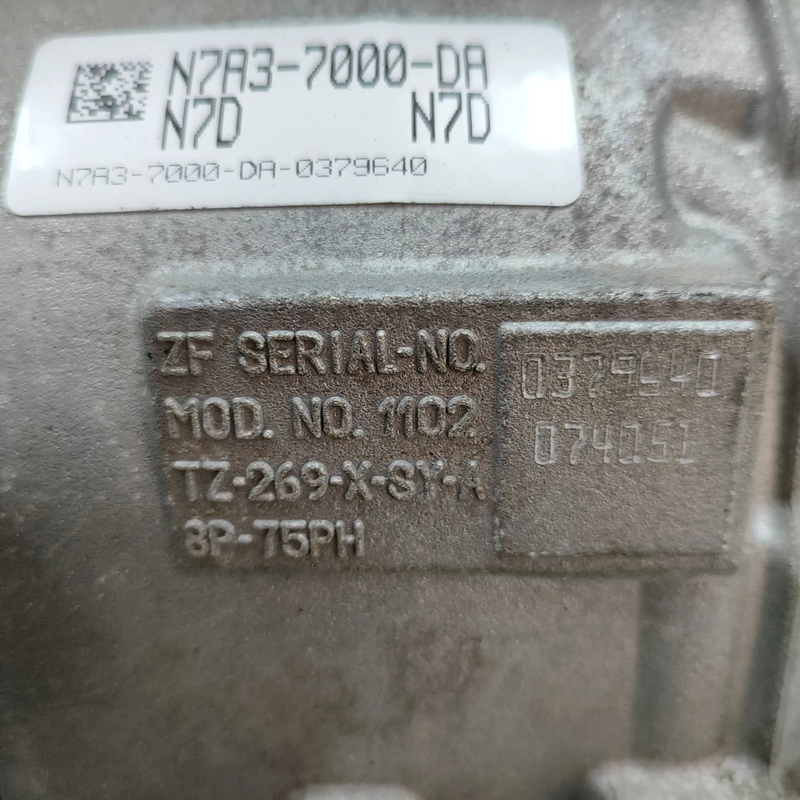 N7A3-7000-DA
N7D N7D
N7A3-7000-DA-0379640
ZF SERIAL-NO.
MOD. NO. 1102
TZ-269-X-SY-A
8P-75PH
0379640
074051